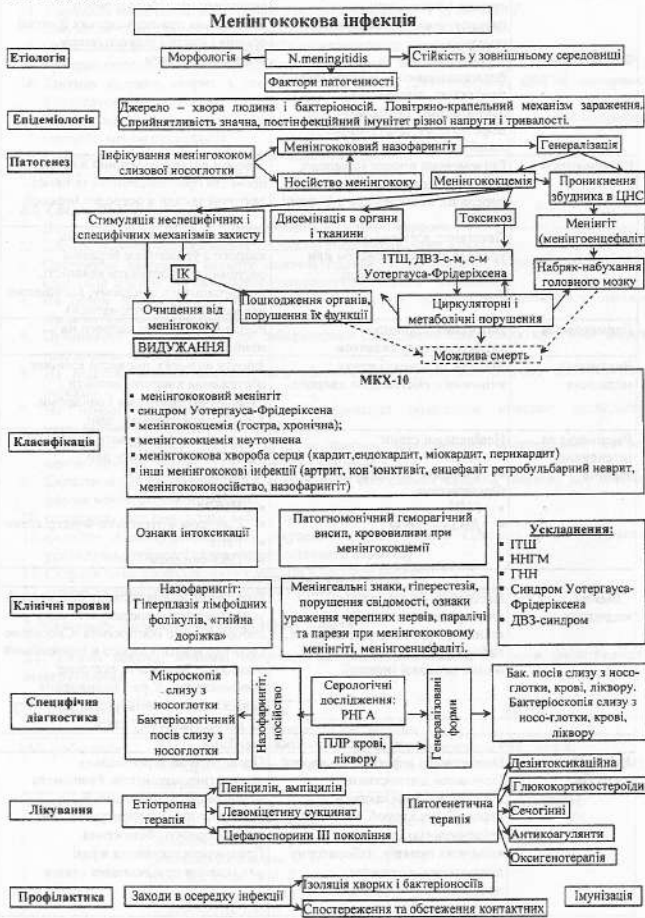 Менінгококова інфекція
Етіологія
Морфологія
N.meningitidis
Стійкість у зовнішньому середовищі
Фактори патогенності
Епідеміологія
Джерело – хвора людина і бактеріоносій. Повітряно-крапельний механізм зараження.
Сприйнятливість значна, постінфекційний імунітет різної напруги і тривалості.
Патогенез
Інфікування менінгококом
слизової носоглотки
Менінгококовий назофарингіт
Носійство менінгококу
Генералізація
Менінгококцемія
Проникнення
збудника в ЦНС
Стимуляція неспецифічних і
специфічних механізмів захисту
Дисемінація в органи
і тканини
Токсикоз
Менінгіт
(менінгоенцефаліт)
ІК
ІТШ, ДВЗ-с-м, с-м
Уотергауса-Фрідеріхсена
Набряк-набухання
головного мозку
Очищення від
менінгококу
Пошкодження органів,
порушення їх функції
Циркуляторні і
метаболічні порушення
ВИДУЖАННЯ
Можлива смерть
Класифікація
МКХ-10
▪ менінгококовий менінгіт
▪ синдром Уотергауса-Фрідеріксена
▪ менінгококцемія (гостра, хронічна);
▪ менінгококцемія неуточнена
▪ менінгококова хвороба серця (кардит,ендокардит, міокардит, перикардит)
▪ інші менінгококові інфекції (артрит, кон'юнктивіт, енцефаліт ретробульбарний неврит,
менінгококоносійство, назофарингіт)
Клінічні прояви
Ознаки інтоксикації
Патогномонічний геморагічний
висип, крововиливи при
менінгококцемії
Назофарингіт:
Гіперплазія лімфоідних
фолікулів, «гнійна
доріжка»
Менінгеальні знаки, гіперестезія,
порушення свідомості, ознаки
ураження черепних нервів, паралічі
та парези при менінгококовому
менінгіті, менінгоенцефаліті.
Ускладнення:
▪ ІТШ
▪ ННГМ
▪ ГНН
▪ Синдром Уотергауса-
Фрідеріксена
▪ ДВЗ-синдром
Специфічна
діагностика
Мікроскопія
слизу з
носоглотки
Бактеріологічний
посів слизу з
носоглотки
Назофарингіт,
носійство
Серологічні
дослідження:
РНГА
ПЛР крові,
ліквору
Генералізовані
форми
Бак. посів слизу з носо-
глотки, крові, ліквору.
Бактеріоскопія слизу з
носо-глотки, крові,
ліквору
Лікування
Етіотропна
терапія
Пеніцилін, ампіцилін
Левоміцетину сукцинат
Цефалоспорини ІІІ покоління
Патогенетична
терапія
Дезінтоксикаційна
Глюкокортикостероїди
Сечогінні
Антикоагулянти
Оксигенотерапія
Профілактика
Заходи в осередку інфекції
Ізоляція хворих і бактеріоносіїв
Спостереження та обстеження контактних
Імунізація